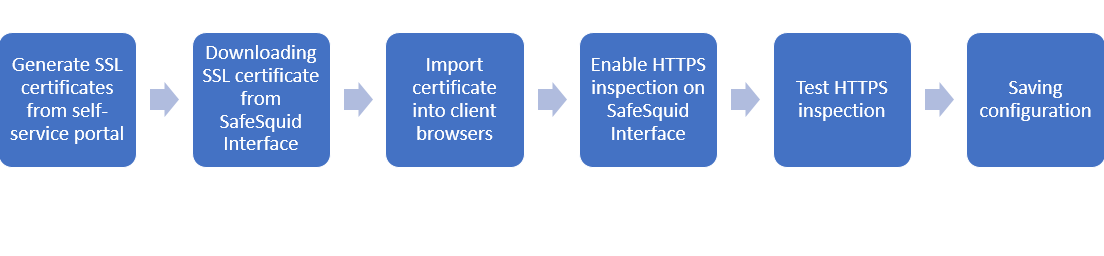 Generate SSL
certificates
from self-
service portal
Downloading
SSL certificate
from
SafeSquid
Interface
Import
certificate
into client
browsers
Enable HTTPS
inspection on
SafeSquid
Interface
Test HTTPS
inspection
Saving
configuration